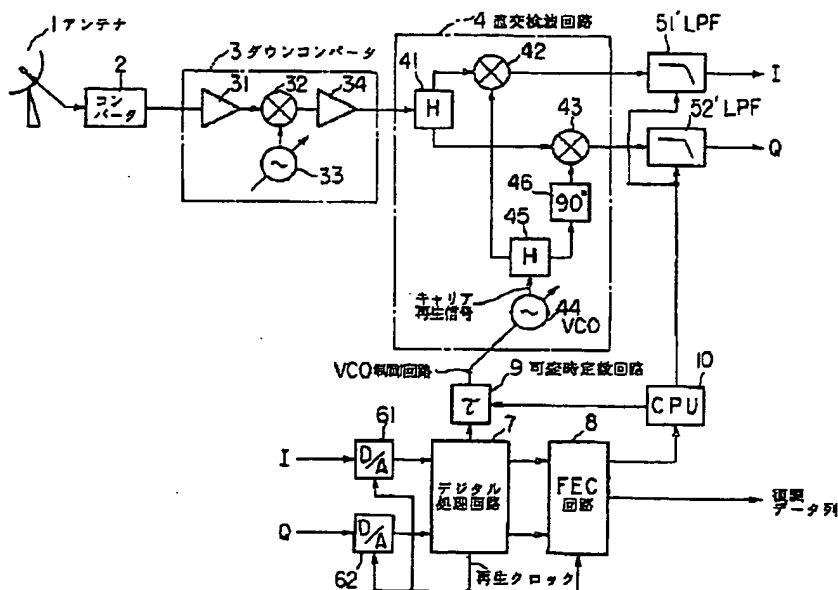 1 アンテナ
2
コン
バータ
3 ダウンコンバータ
31
32
34
33
4 直交検波回路
41
H
42
43
46
90°
45
H
キャリア
再生信号
44
VCO
51' LPF
I
52' LPF
Q
VCO制御回路
9 可変時定数回路
τ
10
CPU
61
I
D/A
7
デジタル
処理回路
8
FEC
回路
復調
データ列
Q
D/A
62
再生クロック